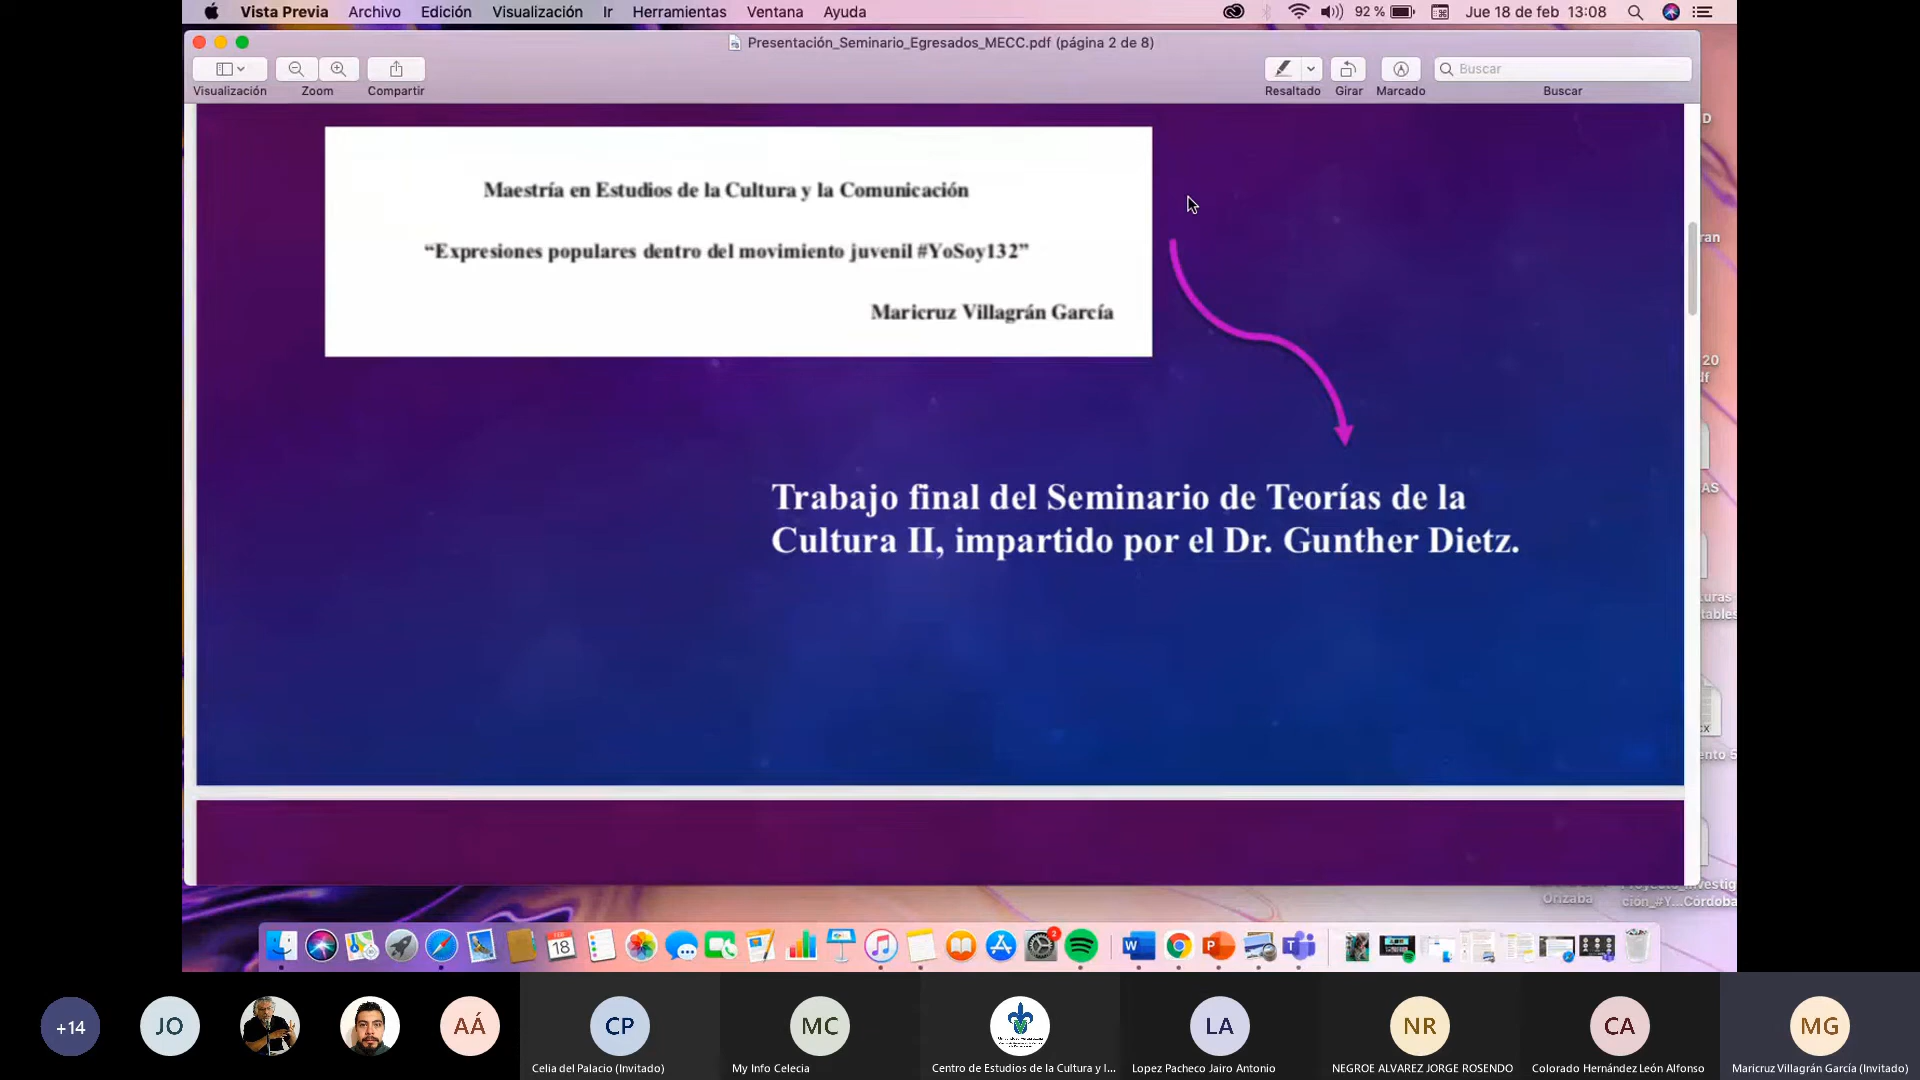 Vista Previa Archivo Edición Visualización Ir Herramientas Ventana Ayuda 92 % Jue 18 de feb 13:08
Presentación_Seminario_Egresados_MECC.pdf (página 2 de 8)
Buscar
Visualización Zoom Compartir Resaltado Girar Marcado Buscar
Maestría en Estudios de la Cultura y la Comunicación
“Expresiones populares dentro del movimiento juvenil #YoSoy132”
Maricruz Villagrán García
Trabajo final del Seminario de Teorías de la
Cultura II, impartido por el Dr. Gunther Dietz.
Orizaba
FEB
18
2
+14 JO AÁ CP MC LA NR CA MG
Celia del Palacio (Invitado) My Info Celecia Centro de Estudios de la Cultura y l... Lopez Pacheco Jairo Antonio NEGROE ALVAREZ JORGE ROSENDO Colorado Hernández León Alfonso Maricruz Villagrán García (Invitado)